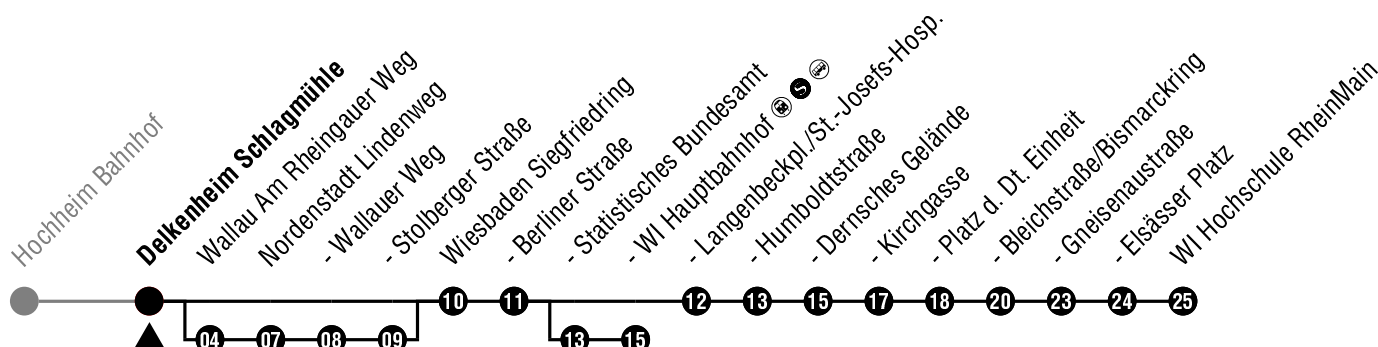 Hochheim Bahnhof
Delkenheim Schlagmühle
Wallau Am Rheingauer Weg
Nordenstadt Lindenweg
- Wallauer Weg
- Stolberger Straße
Wiesbaden Siegfriedring
- Berliner Straße
- Statistisches Bundesamt
- WI Hauptbahnhof S
- Langenbeckpl./St.-Josefs-Hosp.
- Humboldtstraße
- Dernsches Gelände
- Kirchgasse
- Platz d. Dt. Einheit
- Bleichstraße/Bismarckring
- Gneisenaustraße
- Elsässer Platz
WI Hochschule RheinMain
10 11 12 13 15 17 18 20 23 24 25
04 07 08 09 13 15